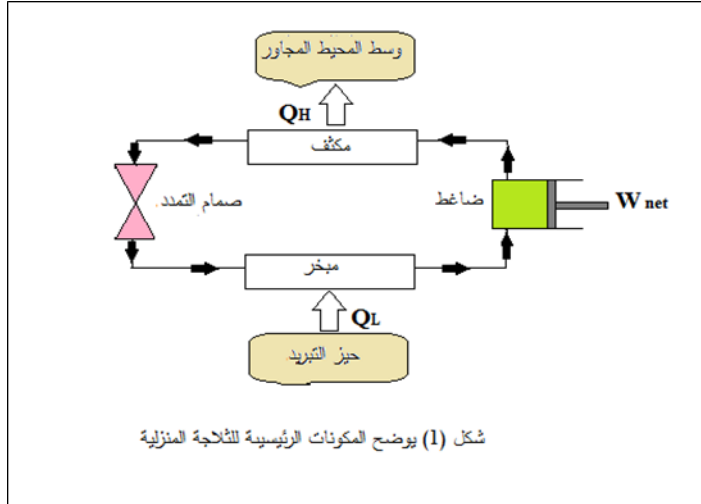 وسط المحيط المجاور
QH
مكثف
صمام التمدد.
ضاغط
W net
مبخر
QL
حيز التبريد
شكل (1) يوضح المكونات الرئيسية للثلاجة المنزلية